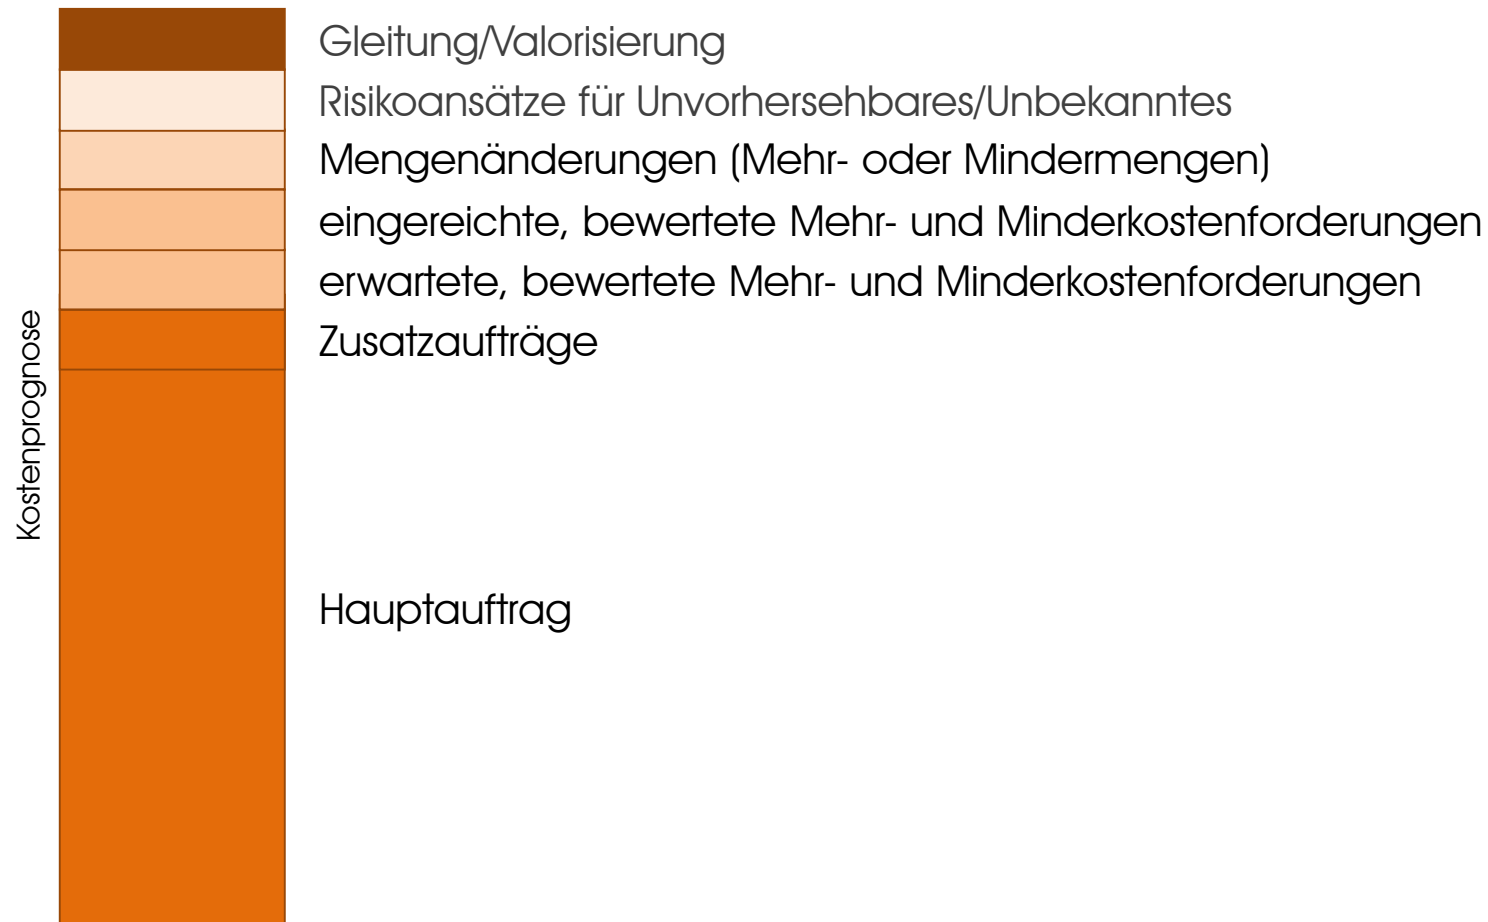 Gleitung/Valorisierung
Risikoansätze für Unvorhersehbares/Unbekanntes
Mengenänderungen (Mehr- oder Mindermengen)
eingereichte, bewertete Mehr- und Minderkostenforderungen
erwartete, bewertete Mehr- und Minderkostenforderungen
Zusatzaufträge
Kostenprognose
Hauptauftrag